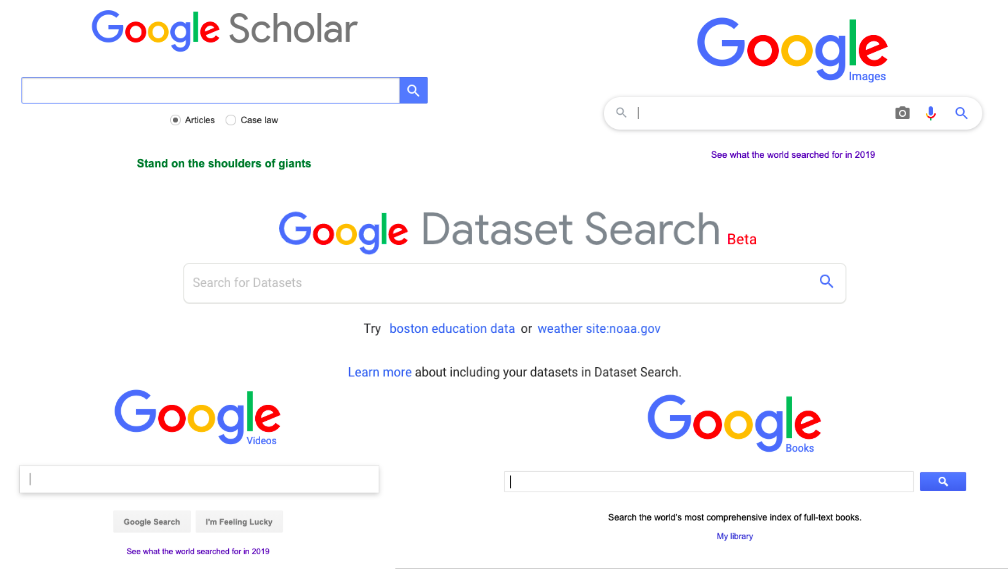 Google Scholar
Articles Case law
Stand on the shoulders of giants
Google
Images
See what the world searched for in 2019
Google Dataset Search Beta
Search for Datasets
Try boston education data or weather site:noaa.gov
Learn more about including your datasets in Dataset Search.
Google
Videos
Google Search I'm Feeling Lucky
See what the world searched for in 2019
Google
Books
Search the world's most comprehensive index of full-text books.
My library